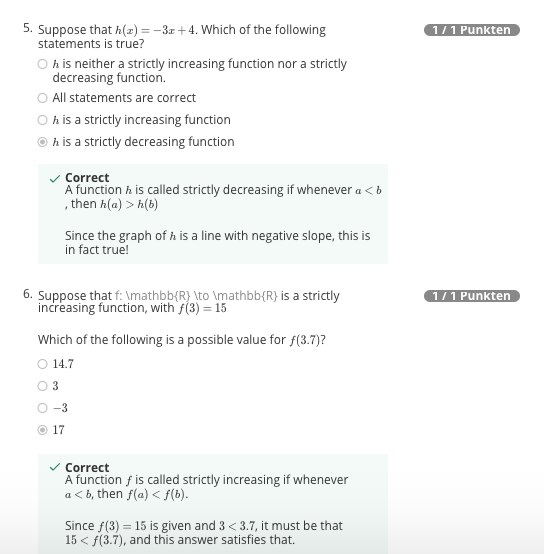 5. Suppose that h(x) = −3x + 4. Which of the following
1 / 1 Punkten
statements is true?
h is neither a strictly increasing function nor a strictly
decreasing function.
All statements are correct
h is a strictly increasing function
h is a strictly decreasing function
Correct
A function h is called strictly decreasing if whenever a < b
, then h(a) > h(b)
Since the graph of h is a line with negative slope, this is
in fact true!
6. Suppose that f: \mathbb{R} \to \mathbb{R} is a strictly
1 / 1 Punkten
increasing function, with f(3) = 15
Which of the following is a possible value for f(3.7)?
14.7
3
−3
17
Correct
A function f is called strictly increasing if whenever
a < b, then f(a) < f(b).
Since f(3) = 15 is given and 3 < 3.7, it must be that
15 < f(3.7), and this answer satisfies that.